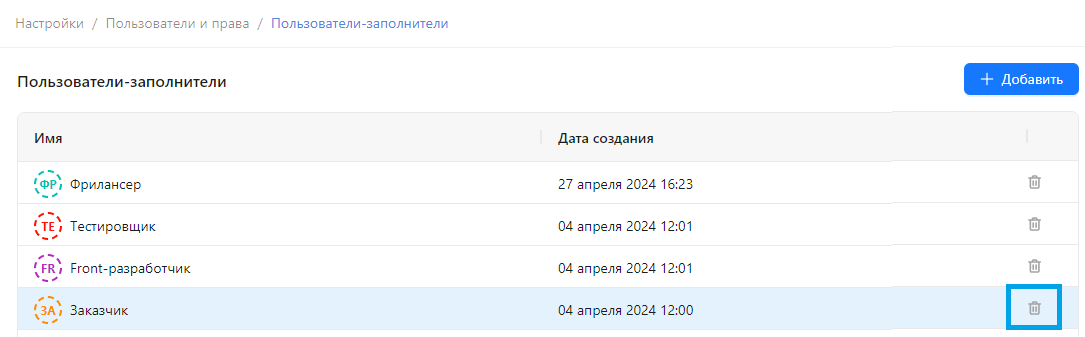 Настройки / Пользователи и права / Пользователи-заполнители
Пользователи-заполнители
Добавить
Имя Дата создания
ФР Фрилансер 27 апреля 2024 16:23
ТЕ Тестировщик 04 апреля 2024 12:01
FR Front-разработчик 04 апреля 2024 12:01
ЗА Заказчик 04 апреля 2024 12:00